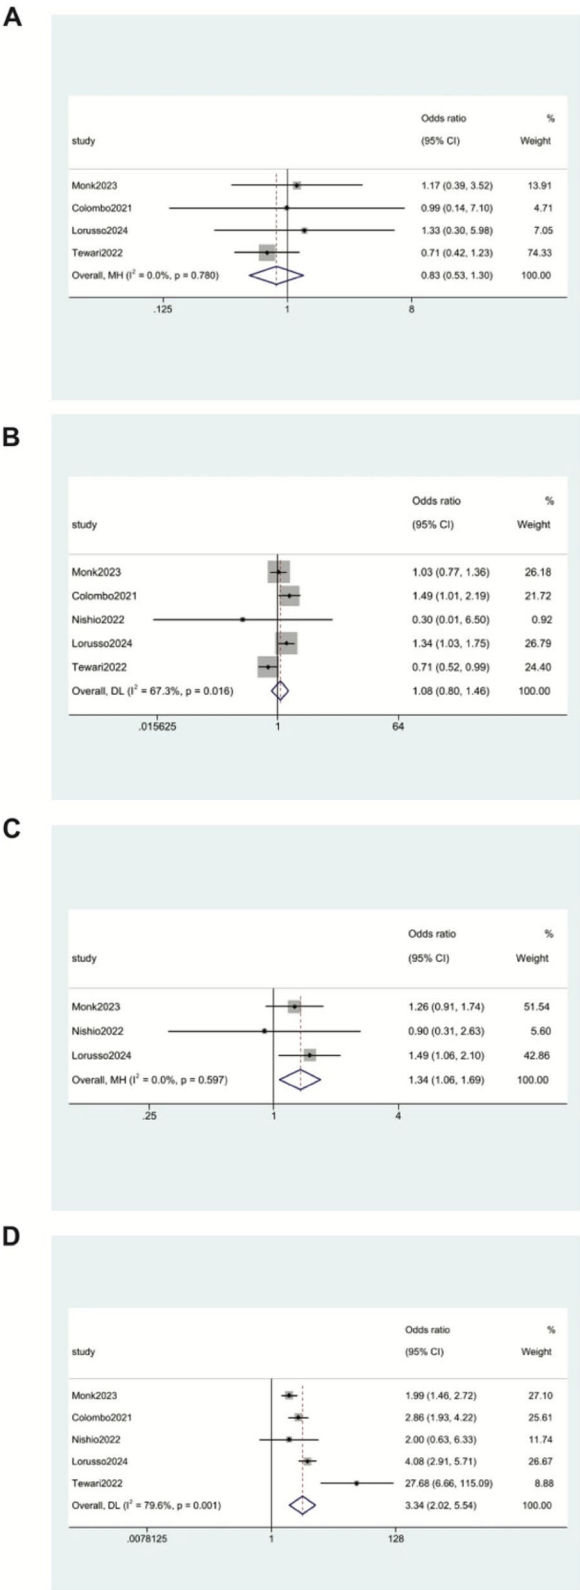 A
Odds ratio %
study (95% CI) Weight
Monk2023 1.17 (0.39, 3.52) 13.91
Colombo2021 0.99 (0.14, 7.10) 4.71
Lorusso2024 1.33 (0.30, 5.98) 7.05
Tewari2022 0.71 (0.42, 1.23) 74.33
Overall, MH (I² = 0.0%, p = 0.780) 0.83 (0.53, 1.30) 100.00
.125 1 8
B
Odds ratio %
study (95% CI) Weight
Monk2023 1.03 (0.77, 1.36) 26.18
Colombo2021 1.49 (1.01, 2.19) 21.72
Nishio2022 0.30 (0.01, 6.50) 0.92
Lorusso2024 1.34 (1.03, 1.75) 26.79
Tewari2022 0.71 (0.52, 0.99) 24.40
Overall, DL (I² = 67.3%, p = 0.016) 1.08 (0.80, 1.46) 100.00
.015625 1 64
C
Odds ratio %
study (95% CI) Weight
Monk2023 1.26 (0.91, 1.74) 51.54
Nishio2022 0.90 (0.31, 2.63) 5.60
Lorusso2024 1.49 (1.06, 2.10) 42.86
Overall, MH (I² = 0.0%, p = 0.597) 1.34 (1.06, 1.69) 100.00
.25 1 4
D
Odds ratio %
study (95% CI) Weight
Monk2023 1.99 (1.46, 2.72) 27.10
Colombo2021 2.86 (1.93, 4.22) 25.61
Nishio2022 2.00 (0.63, 6.33) 11.74
Lorusso2024 4.08 (2.91, 5.71) 26.67
Tewari2022 27.68 (6.66, 115.09) 8.88
Overall, DL (I² = 79.6%, p = 0.001) 3.34 (2.02, 5.54) 100.00
.0078125 1 128